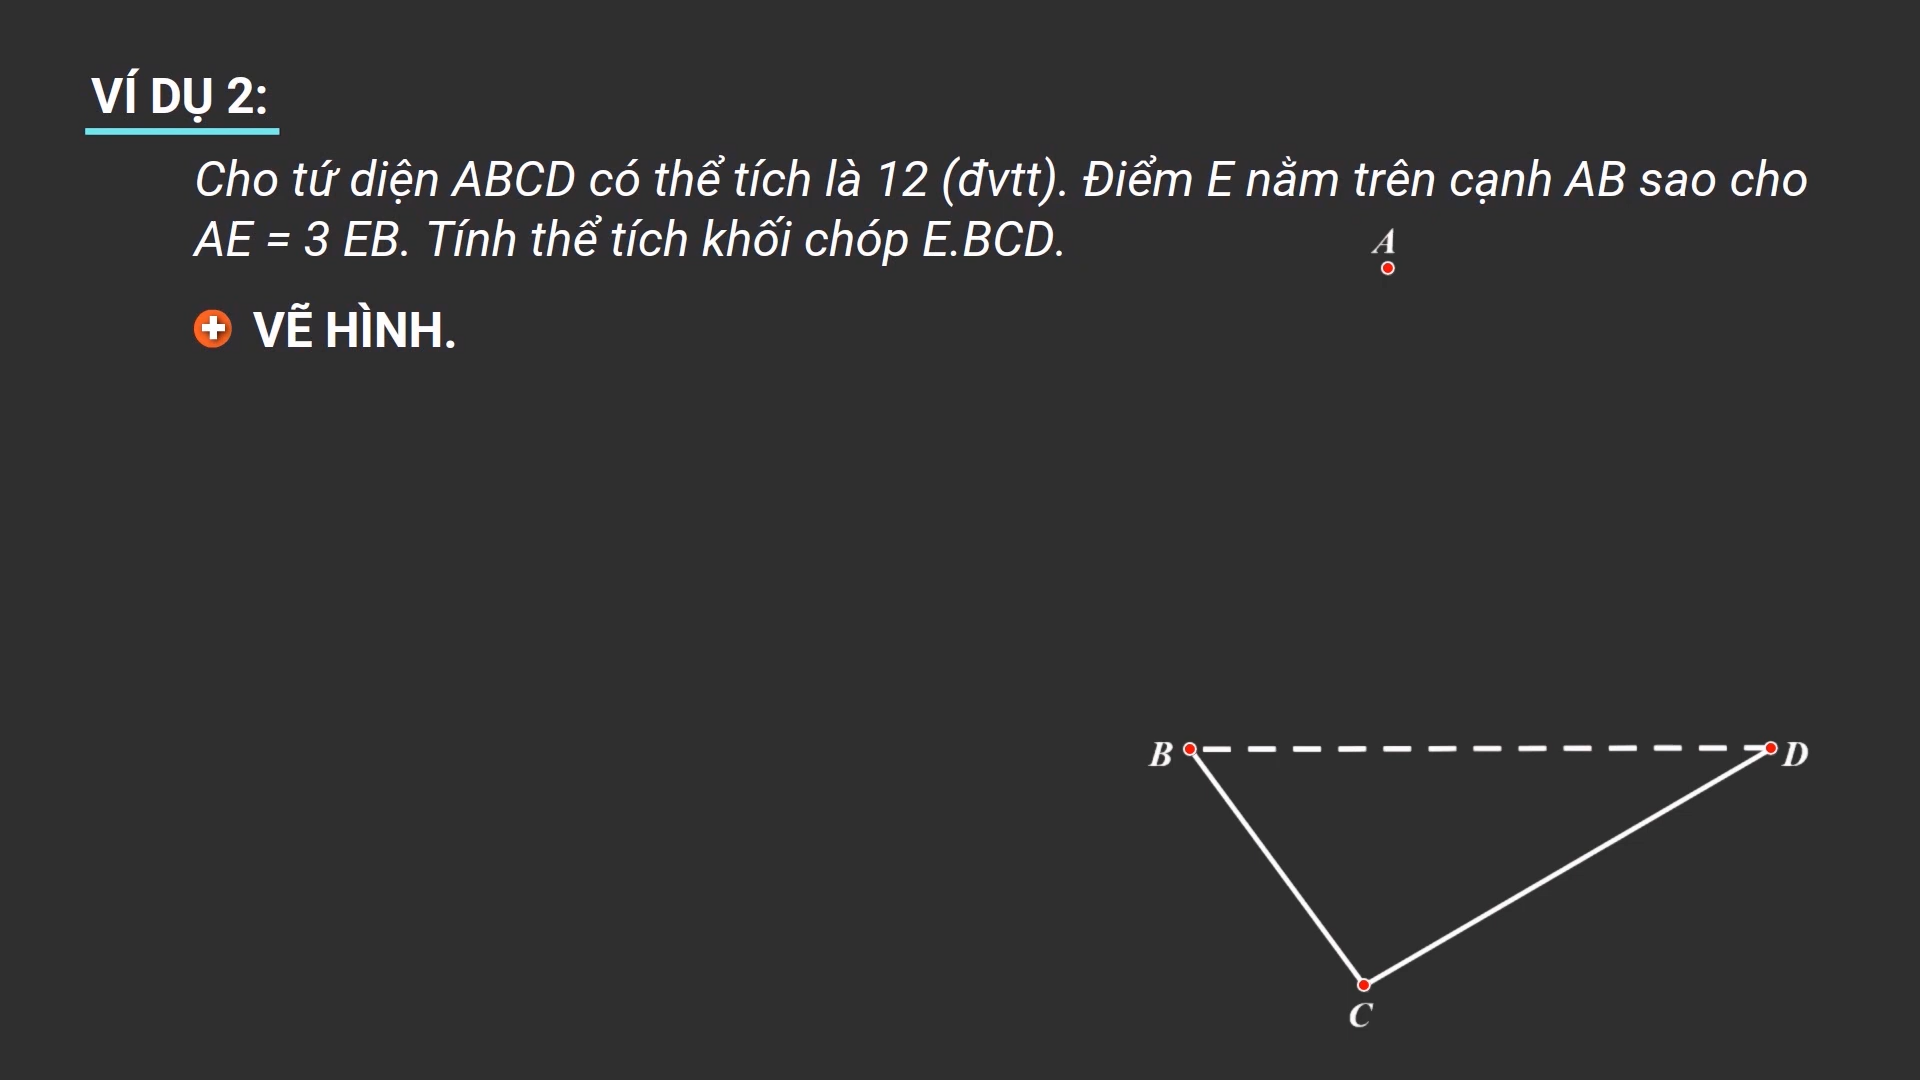 VÍ DỤ 2:
Cho tứ diện ABCD có thể tích là 12 (đvtt). Điểm E nằm trên cạnh AB sao cho
AE = 3 EB. Tính thể tích khối chóp E.BCD.
A
VẼ HÌNH.
B
D
C